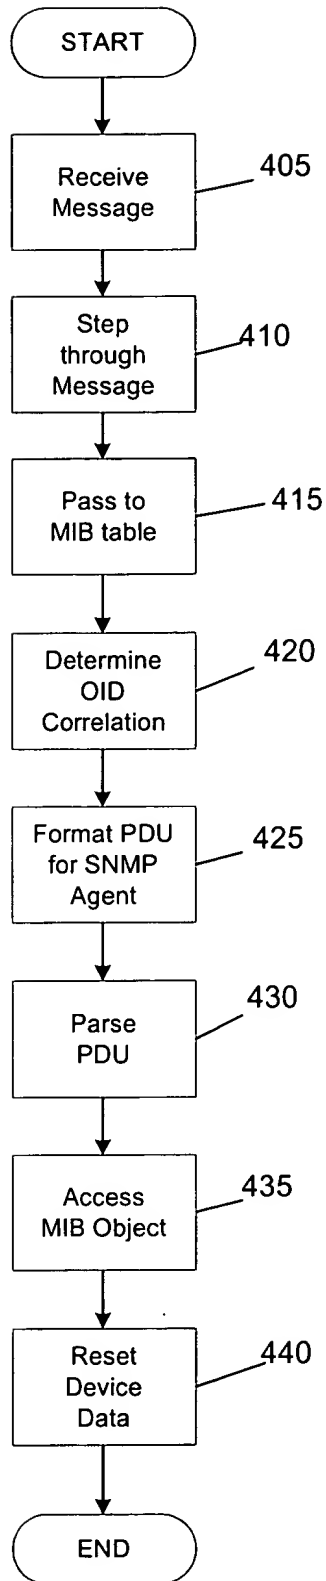 START
Receive
Message
405
Step
through
Message
410
Pass to
MIB table
415
Determine
OID
Correlation
420
Format PDU
for SNMP
Agent
425
Parse
PDU
430
Access
MIB Object
435
Reset
Device
Data
440
END